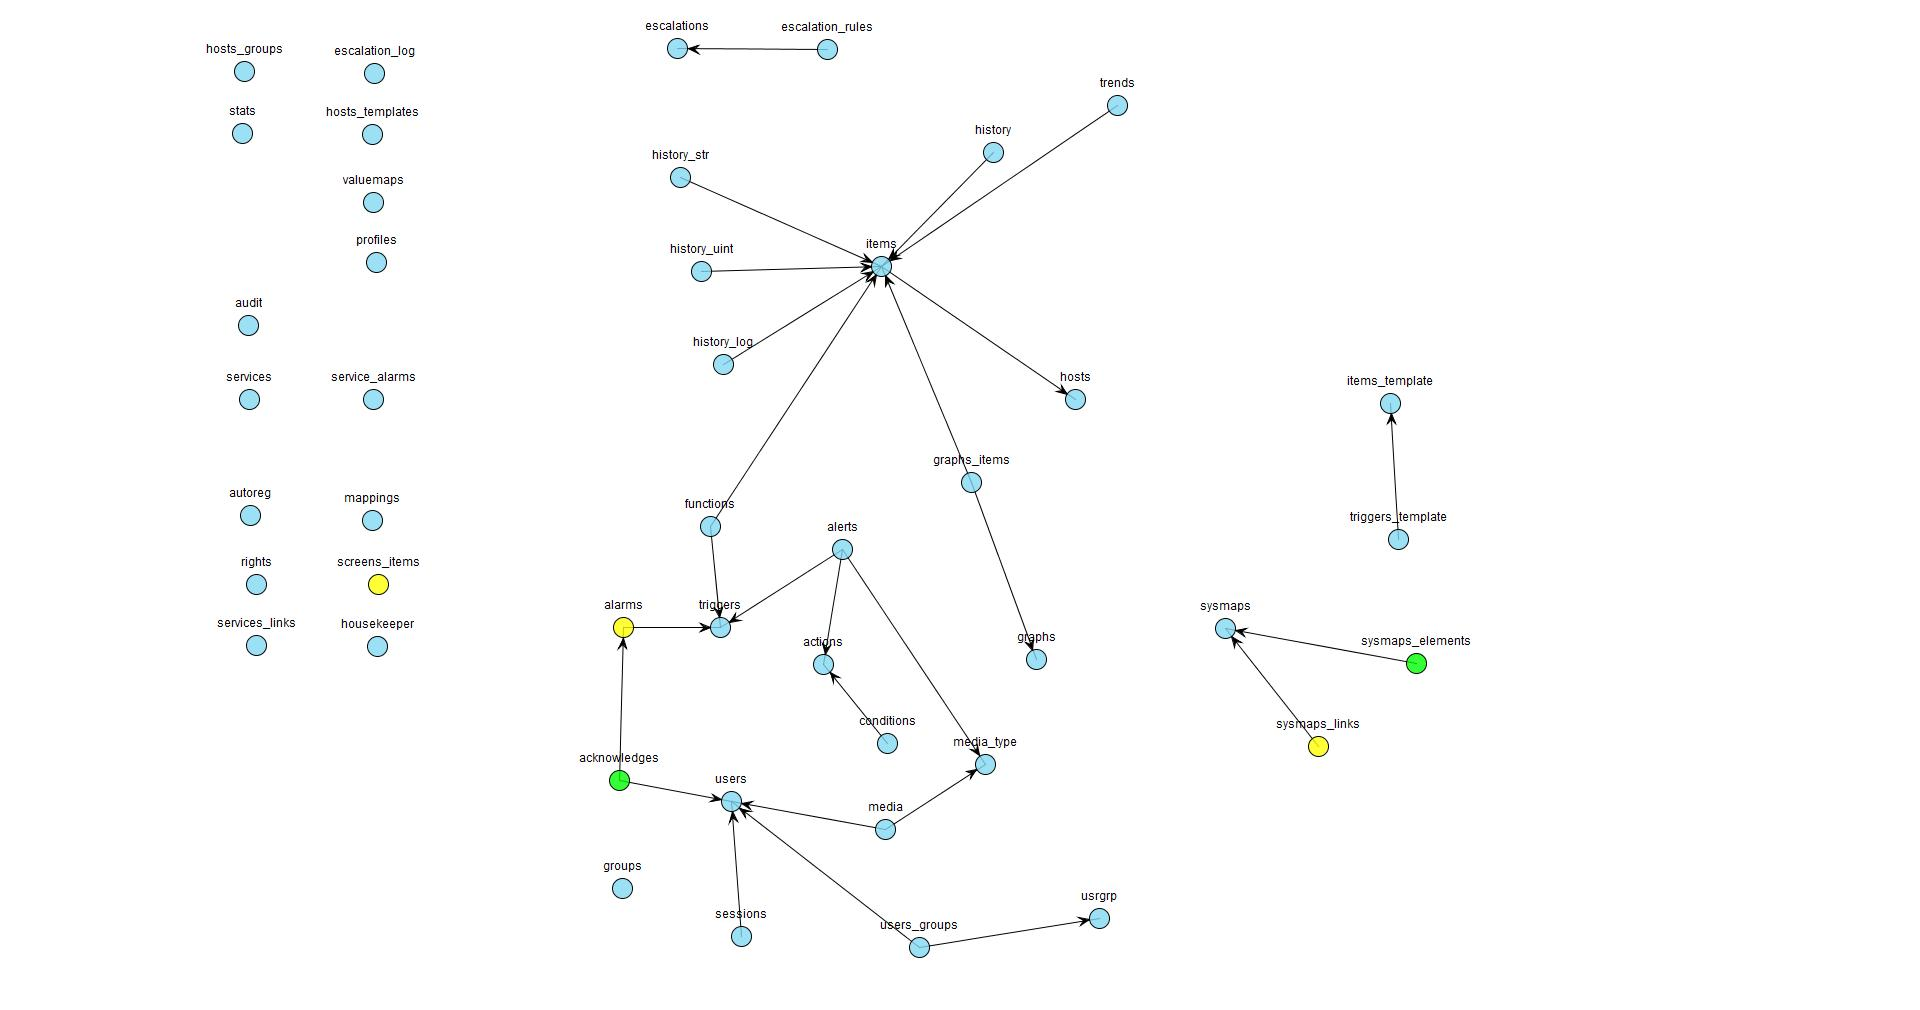 escalations
escalation_rules
hosts_groups
escalation_log
trends
stats
hosts_templates
history
history_str
valuemaps
profiles
items
history_uint
audit
history_log
services
service_alarms
hosts
items_template
graphs_items
autoreg
mappings
functions
triggers_template
alerts
rights
screens_items
alarms
triggers
sysmaps
services_links
housekeeper
actions
graphs
sysmaps_elements
conditions
sysmaps_links
media_type
acknowledges
users
media
groups
usrgrp
sessions
users_groups